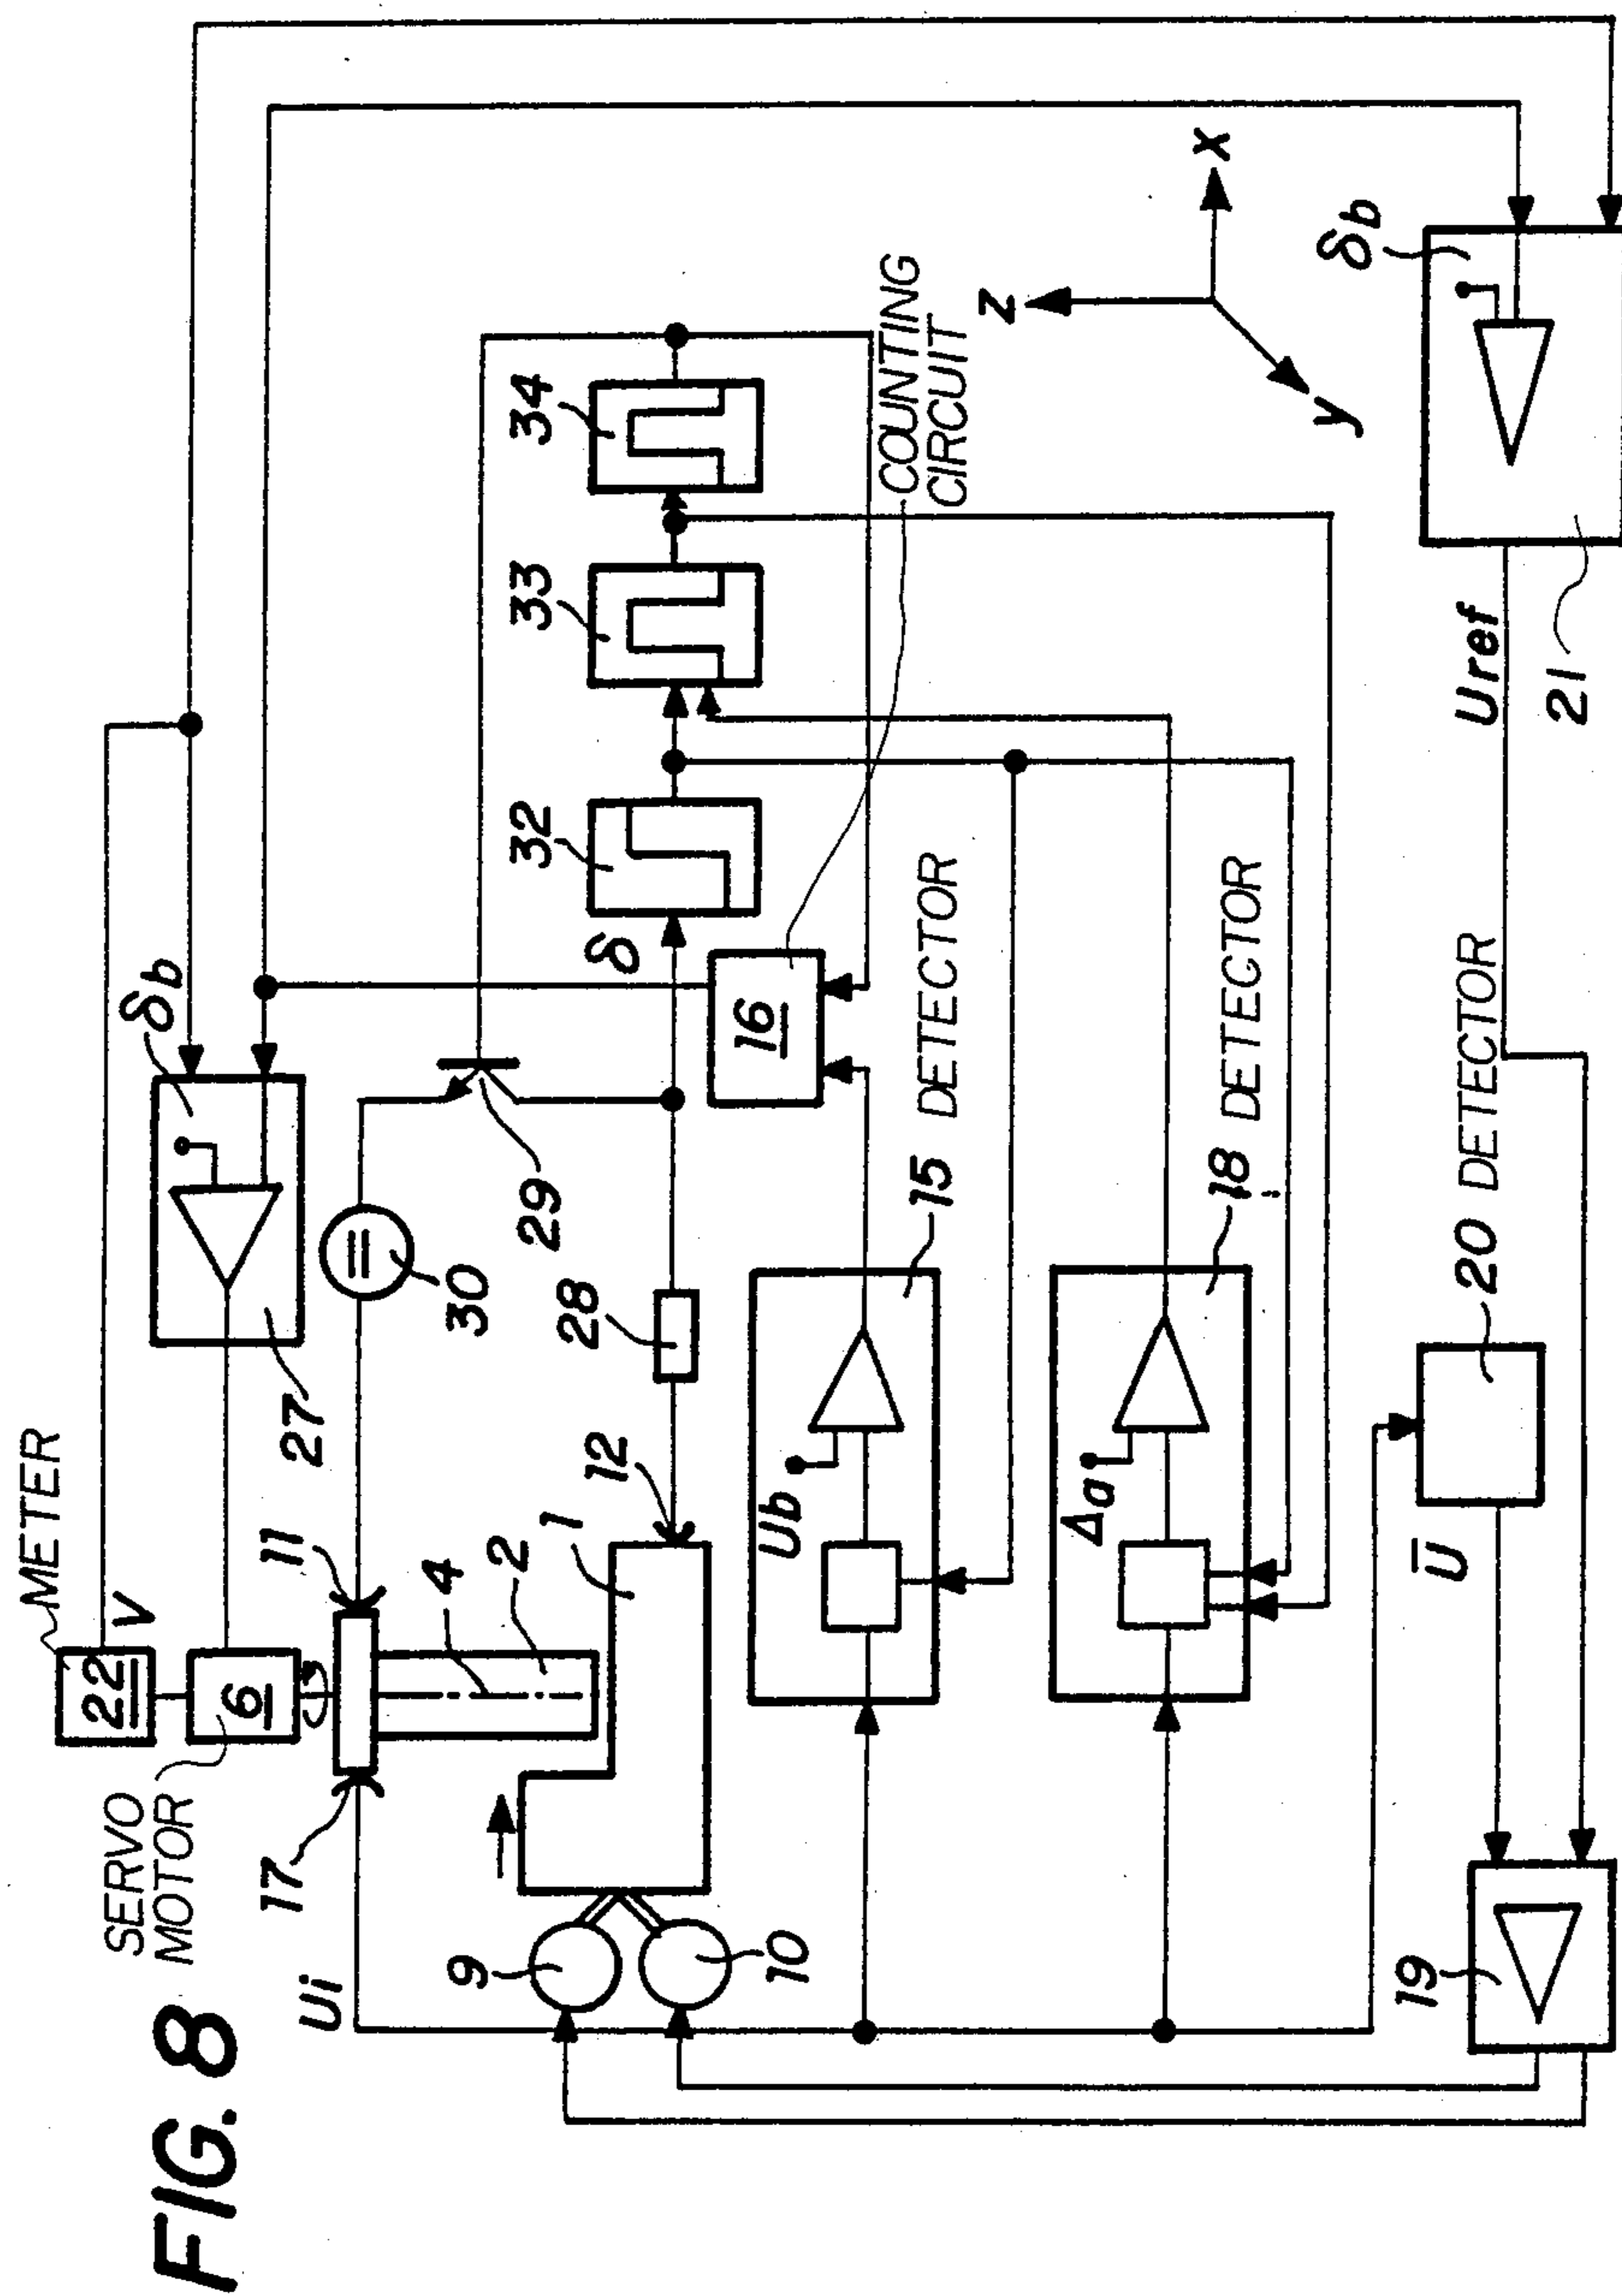 FIG. 8
SERVO
MOTOR
METER
22
V
6
17
11
4
2
1
12
27
δb
30
29
28
δ
32
33
34
16
COUNTING
CIRCUIT
Ui
9
10
Ub
15 DETECTOR
Δa
18 DETECTOR
Z
X
y
19
Ū
20 DETECTOR
Uref
21
δb